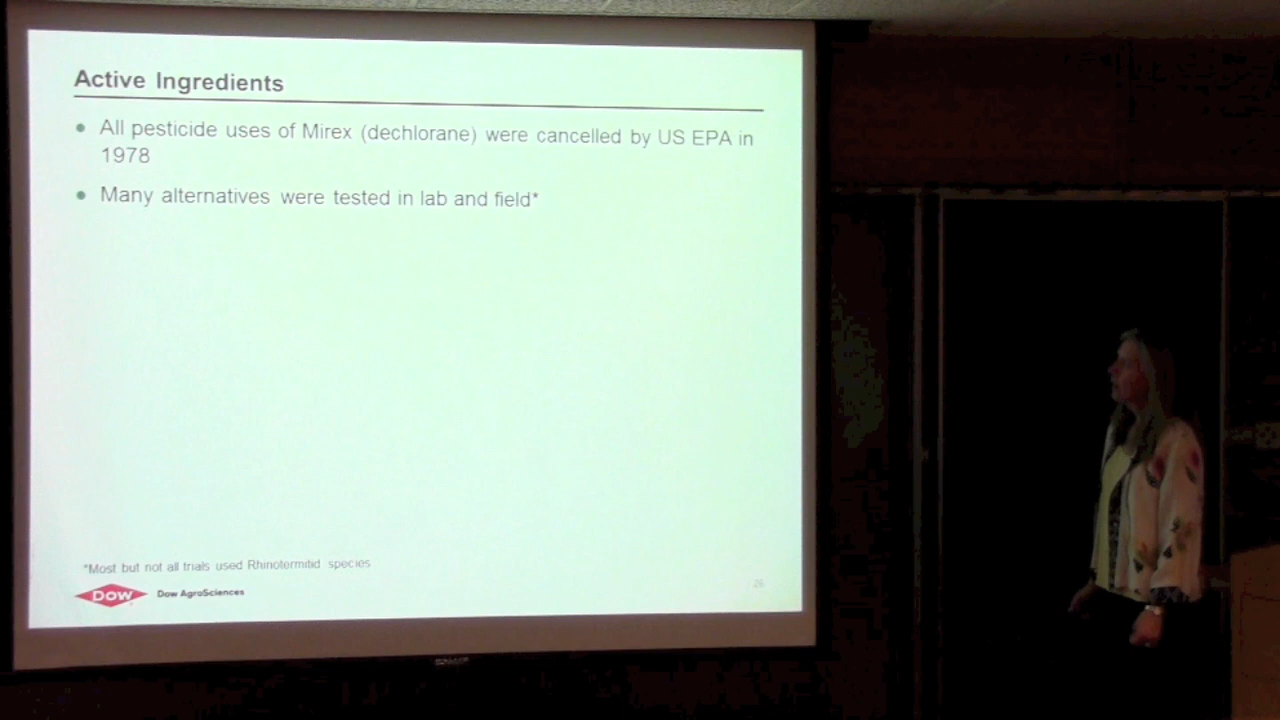 Active Ingredients
All pesticide uses of Mirex (dechlorane) were cancelled by US EPA in
1978
Many alternatives were tested in lab and field*
*Most but not all trials used Rhinotermitid species
26
DOW Dow AgroSciences